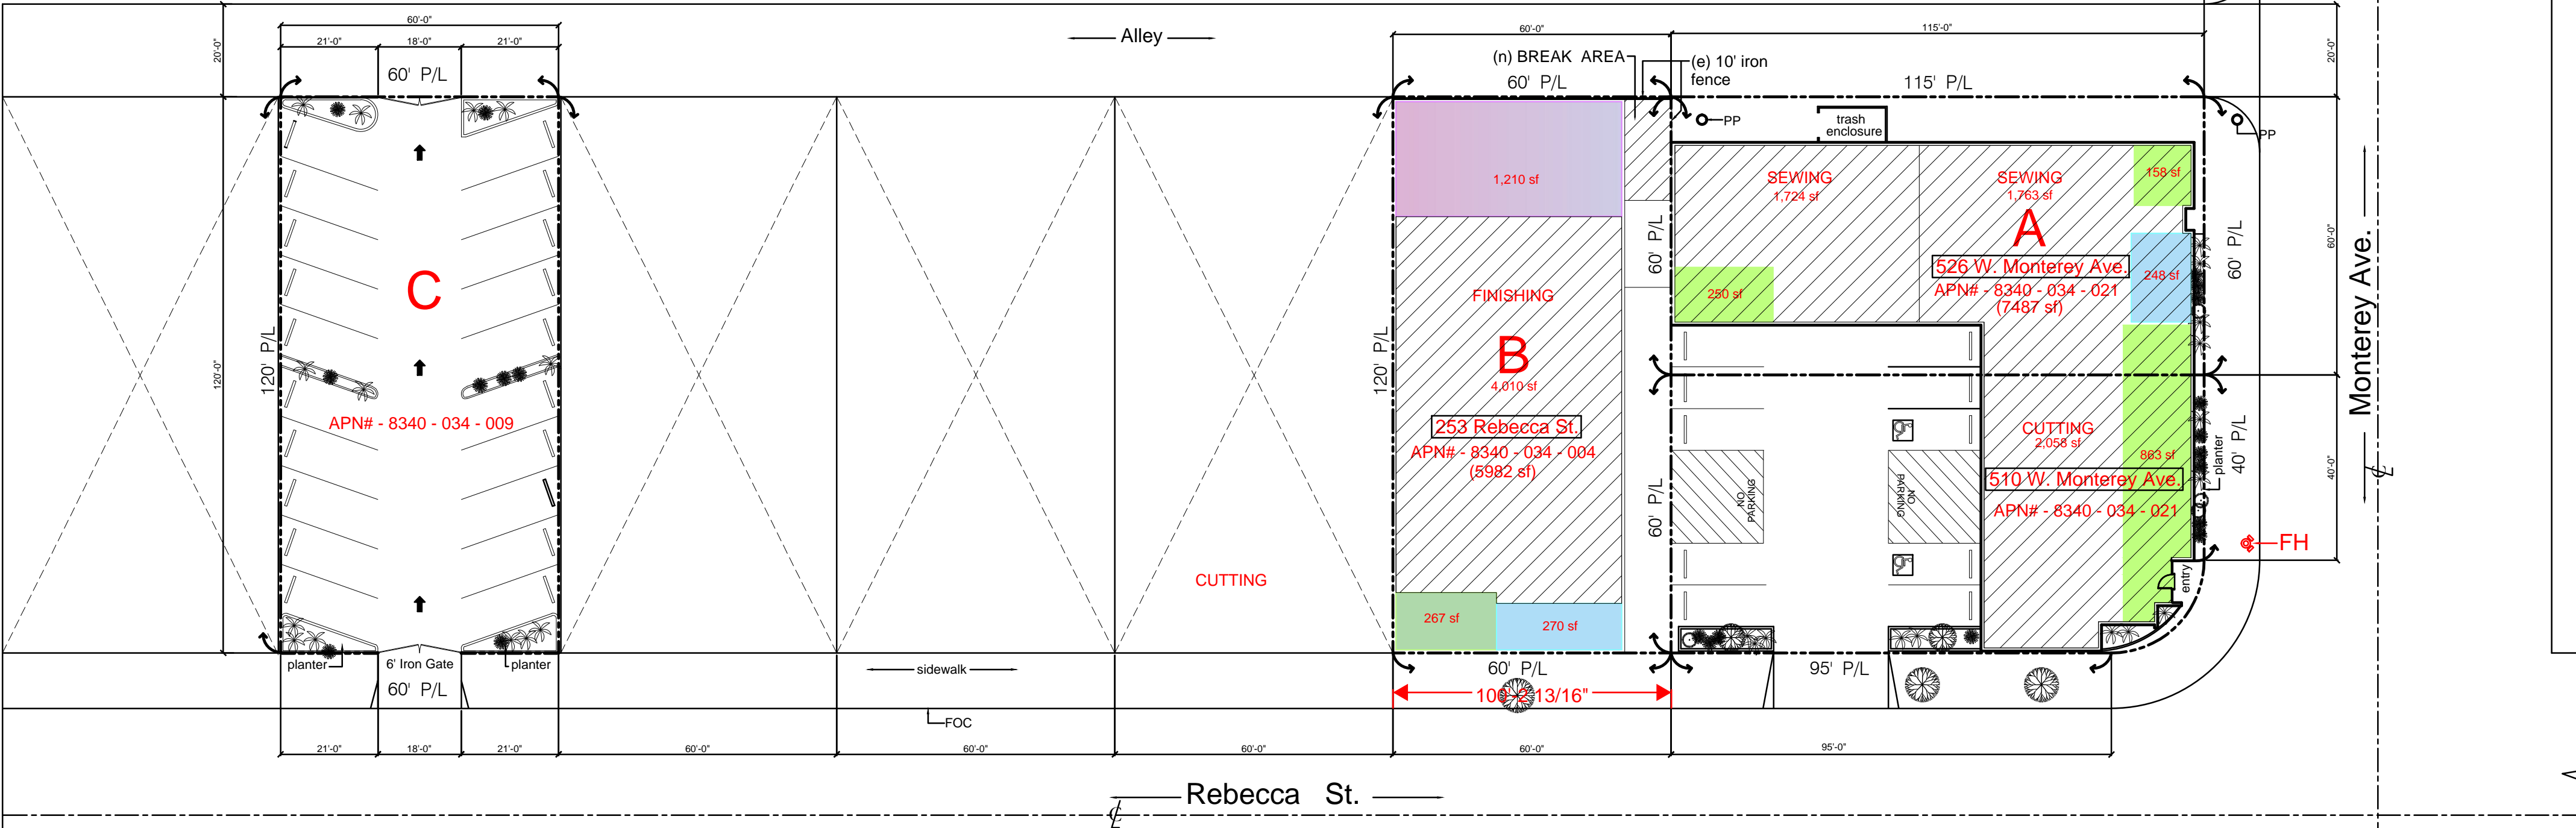 60'-0"
21'-0"
18'-0"
21'-0"
20'-0"
60' P/L
Alley
60'-0"
115'-0"
20'-0"
(n) BREAK AREA
(e) 10' iron
fence
60' P/L
115' P/L
PP
trash
enclosure
PP
1,210 sf
SEWING
1,724 sf
SEWING
1,763 sf
158 sf
A
526 W. Monterey Ave.
APN# - 8340 - 034 - 021
(7487 sf)
248 sf
250 sf
60' P/L
60' P/L
60'-0"
Monterey Ave.
C
120' P/L
120'-0"
APN# - 8340 - 034 - 009
120' P/L
FINISHING
B
4,010 sf
253 Rebecca St.
APN# - 8340 - 034 - 004
(5982 sf)
60' P/L
NO
PARKING
NO
PARKING
CUTTING
2,058 sf
863 sf
510 W. Monterey Ave.
APN# - 8340 - 034 - 021
planter
40' P/L
40'-0"
FH
entry
CUTTING
267 sf
270 sf
planter
6' Iron Gate
planter
60' P/L
sidewalk
60' P/L
95' P/L
100'-2 13/16"
FOC
21'-0"
18'-0"
21'-0"
60'-0"
60'-0"
60'-0"
60'-0"
95'-0"
Rebecca St.